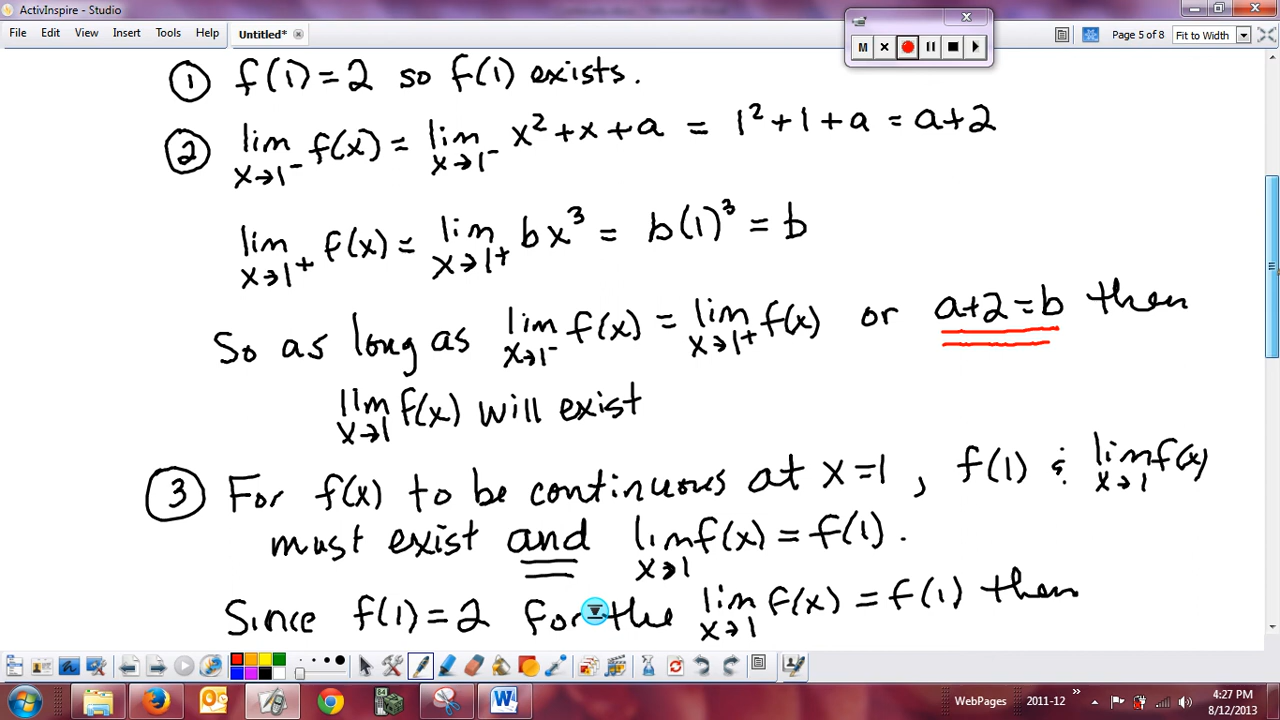 ActivInspire - Studio
File Edit View Insert Tools Help Untitled* Page 5 of 8 Fit to Width
M
① f(1) = 2 so f(1) exists.
② lim x→1⁻ f(x) = lim x→1⁻ x² + x + a = 1² + 1 + a = a+2
lim x→1⁺ f(x) = lim x→1⁺ bx³ = b(1)³ = b
So as long as lim x→1⁻ f(x) = lim x→1⁺ f(x) or a+2 = b then
lim x→1 f(x) will exist
③ For f(x) to be continuous at x=1, f(1) & lim x→1 f(x)
must exist and lim x→1 f(x) = f(1).
Since f(1) = 2 for the lim x→1 f(x) = f(1) then
WebPages 2011-12 » 4:27 PM
8/12/2013